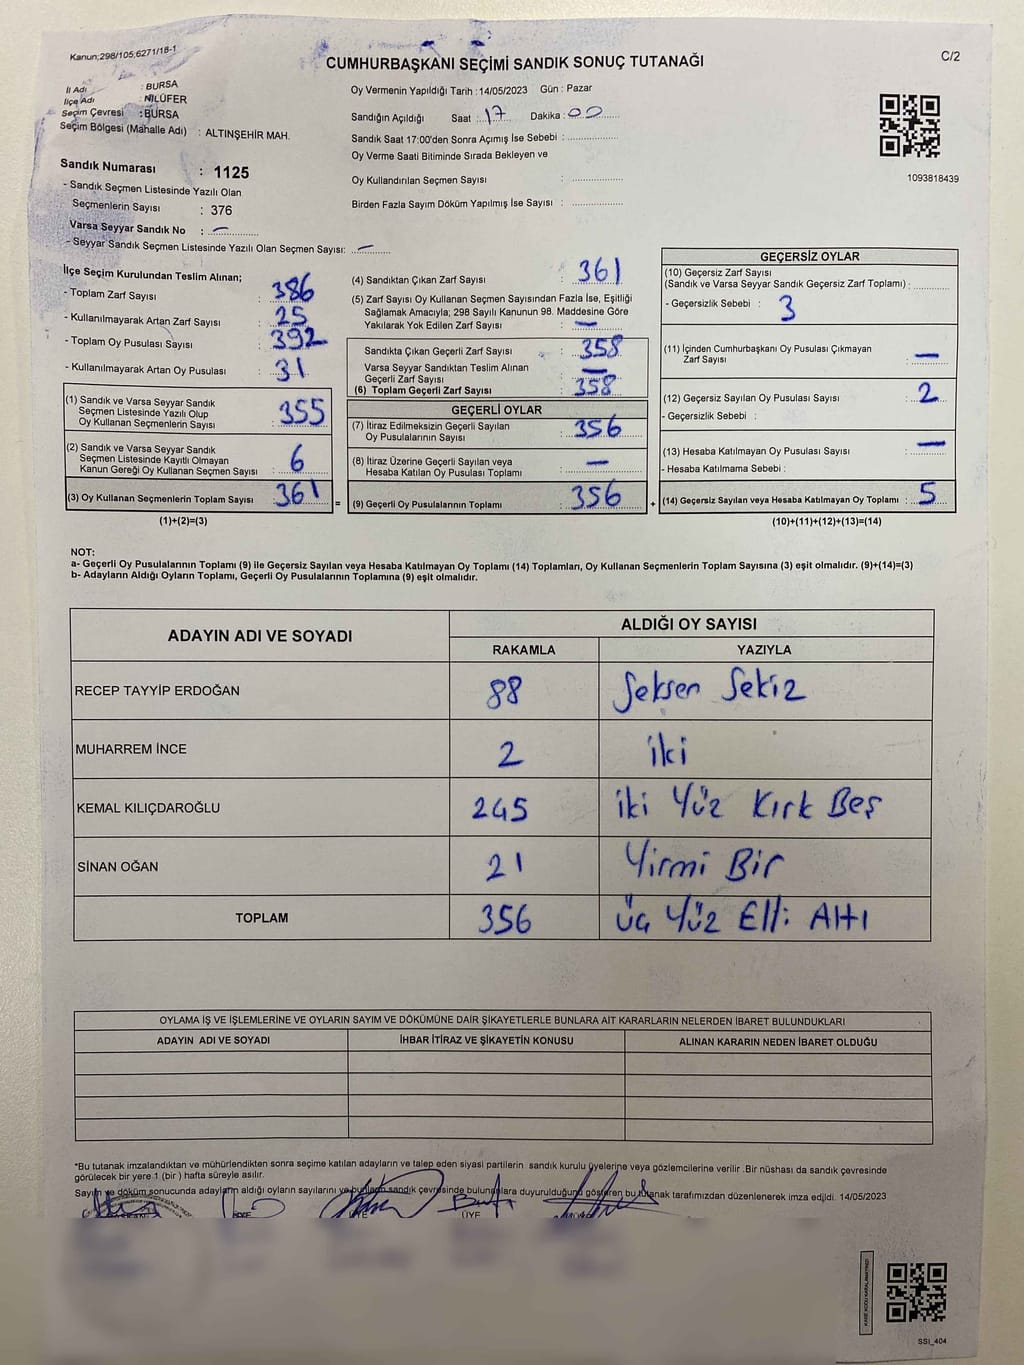 Kanun;298/105;6271/18-1
CUMHURBAŞKANI SEÇİMİ SANDIK SONUÇ TUTANAĞI
C/2
İl Adı : BURSA
İlçe Adı : NİLÜFER
Seçim Çevresi : BURSA
Seçim Bölgesi (Mahalle Adı) : ALTINŞEHİR MAH.
Oy Vermenin Yapıldığı Tarih :14/05/2023 Gün : Pazar
Sandığın Açıldığı Saat : 17 Dakika : 00
Sandık Saat 17:00'den Sonra Açımış İse Sebebi :
Oy Verme Saati Bitiminde Sırada Bekleyen ve
Oy Kullandırılan Seçmen Sayısı :
Birden Fazla Sayım Döküm Yapılmış İse Sayısı :
1093818439
Sandık Numarası : 1125
- Sandık Seçmen Listesinde Yazılı Olan
Seçmenlerin Sayısı : 376
Varsa Seyyar Sandık No : —
- Seyyar Sandık Seçmen Listesinde Yazılı Olan Seçmen Sayısı: —
İlçe Seçim Kurulundan Teslim Alınan;
- Toplam Zarf Sayısı : 386
- Kullanılmayarak Artan Zarf Sayısı : 25
- Toplam Oy Pusulası Sayısı : 392
- Kullanılmayarak Artan Oy Pusulası : 31
(1) Sandık ve Varsa Seyyar Sandık
Seçmen Listesinde Yazılı Olup
Oy Kullanan Seçmenlerin Sayısı : 355
(2) Sandık ve Varsa Seyyar Sandık
Seçmen Listesinde Kayıtlı Olmayan
Kanun Gereği Oy Kullanan Seçmen Sayısı : 6
(3) Oy Kullanan Seçmenlerin Toplam Sayısı : 361
(1)+(2)=(3)
=
(4) Sandıktan Çıkan Zarf Sayısı : 361
(5) Zarf Sayısı Oy Kullanan Seçmen Sayısından Fazla İse, Eşitliği
Sağlamak Amacıyla; 298 Sayılı Kanunun 98. Maddesine Göre
Yakılarak Yok Edilen Zarf Sayısı : —
Sandıkta Çıkan Geçerli Zarf Sayısı : 358
Varsa Seyyar Sandıktan Teslim Alınan
Geçerli Zarf Sayısı : —
(6) Toplam Geçerli Zarf Sayısı : 358
GEÇERLİ OYLAR
(7) İtiraz Edilmeksizin Geçerli Sayılan
Oy Pusulalarının Sayısı : 356
(8) İtiraz Üzerine Geçerli Sayılan veya
Hesaba Katılan Oy Pusulası Toplamı : —
(9) Geçerli Oy Pusulalarının Toplamı : 356
+
GEÇERSİZ OYLAR
(10) Geçersiz Zarf Sayısı
(Sandık ve Varsa Seyyar Sandık Geçersiz Zarf Toplamı) :
- Geçersizlik Sebebi : 3
(11) İçinden Cumhurbaşkanı Oy Pusulası Çıkmayan
Zarf Sayısı : —
(12) Geçersiz Sayılan Oy Pusulası Sayısı : 2
- Geçersizlik Sebebi :
(13) Hesaba Katılmayan Oy Pusulası Sayısı : —
- Hesaba Katılmama Sebebi :
(14) Geçersiz Sayılan veya Hesaba Katılmayan Oy Toplamı : 5
(10)+(11)+(12)+(13)=(14)
NOT:
a- Geçerli Oy Pusulalarının Toplamı (9) ile Geçersiz Sayılan veya Hesaba Katılmayan Oy Toplamı (14) Toplamları, Oy Kullanan Seçmenlerin Toplam Sayısına (3) eşit olmalıdır. (9)+(14)=(3)
b- Adayların Aldığı Oyların Toplamı, Geçerli Oy Pusulalarının Toplamına (9) eşit olmalıdır.
ADAYIN ADI VE SOYADI
ALDIĞI OY SAYISI
RAKAMLA YAZIYLA
RECEP TAYYİP ERDOĞAN 88 Seksen Sekiz
MUHARREM İNCE 2 iki
KEMAL KILIÇDAROĞLU 245 iki Yüz Kırk Beş
SİNAN OĞAN 21 Yirmi Bir
TOPLAM 356 üç Yüz Elli Altı
OYLAMA İŞ VE İŞLEMLERİNE VE OYLARIN SAYIM VE DÖKÜMÜNE DAİR ŞİKAYETLERLE BUNLARA AİT KARARLARIN NELERDEN İBARET BULUNDUKLARI
ADAYIN ADI VE SOYADI İHBAR İTİRAZ VE ŞİKAYETİN KONUSU ALINAN KARARIN NEDEN İBARET OLDUĞU
*Bu tutanak imzalandıktan ve mühürlendikten sonra seçime katılan adayların ve talep eden siyasi partilerin sandık kurulu üyelerine veya gözlemcilerine verilir .Bir nüshası da sandık çevresinde
görülecek bir yere 1 (bir ) hafta süreyle asılır.
Sayım ve döküm sonucunda adayların aldığı oyların sayılarını ve bunların sandık çevresinde bulunanlara duyurulduğunu gösteren bu tutanak tarafımızdan düzenlenerek imza edildi. 14/05/2023
ÜYE
ÜYE
KARE KODU KARALAMAYINIZ
SSI_404